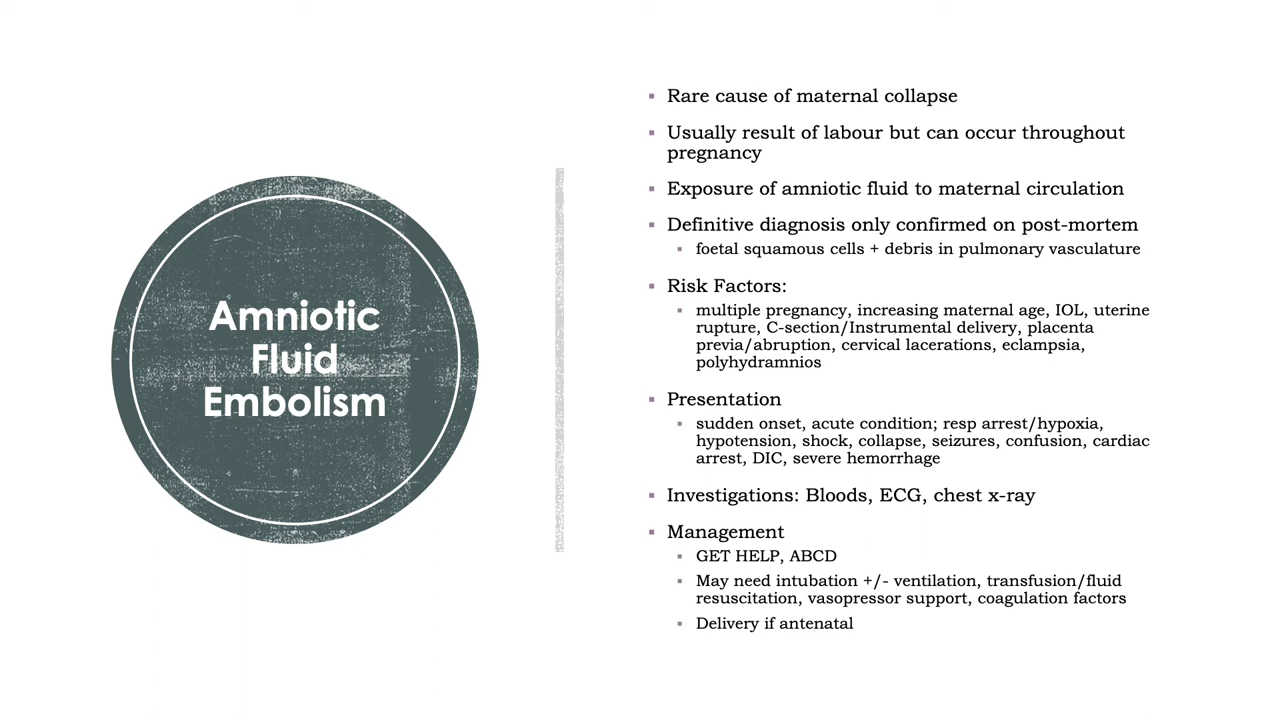 Amniotic
Fluid
Embolism
Rare cause of maternal collapse
Usually result of labour but can occur throughout
pregnancy
Exposure of amniotic fluid to maternal circulation
Definitive diagnosis only confirmed on post-mortem
foetal squamous cells + debris in pulmonary vasculature
Risk Factors:
multiple pregnancy, increasing maternal age, IOL, uterine
rupture, C-section/Instrumental delivery, placenta
previa/abruption, cervical lacerations, eclampsia,
polyhydramnios
Presentation
sudden onset, acute condition; resp arrest/hypoxia,
hypotension, shock, collapse, seizures, confusion, cardiac
arrest, DIC, severe hemorrhage
Investigations: Bloods, ECG, chest x-ray
Management
GET HELP, ABCD
May need intubation +/- ventilation, transfusion/fluid
resuscitation, vasopressor support, coagulation factors
Delivery if antenatal